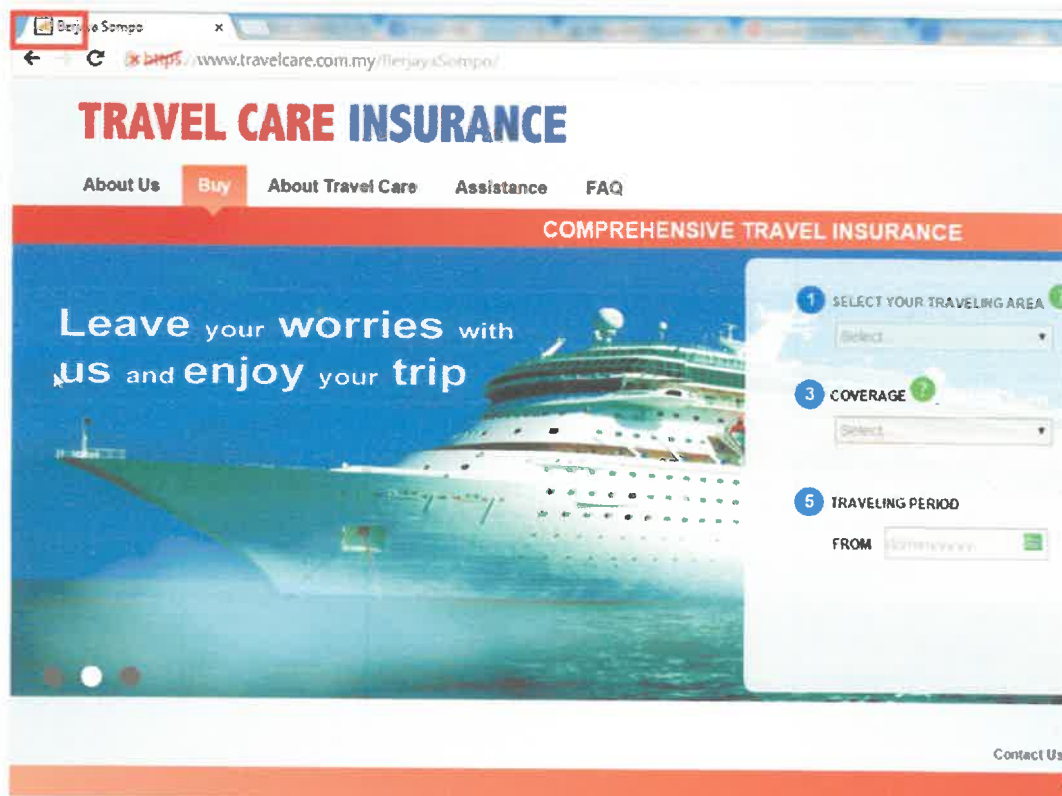 Berjaya Sompo ×
https://www.travelcare.com.my/BerjayaSompo/
TRAVEL CARE INSURANCE
About Us Buy About Travel Care Assistance FAQ
COMPREHENSIVE TRAVEL INSURANCE
Leave your worries with
us and enjoy your trip
1 SELECT YOUR TRAVELING AREA ?
Select
3 COVERAGE ?
Select
5 TRAVELING PERIOD
FROM
Contact Us